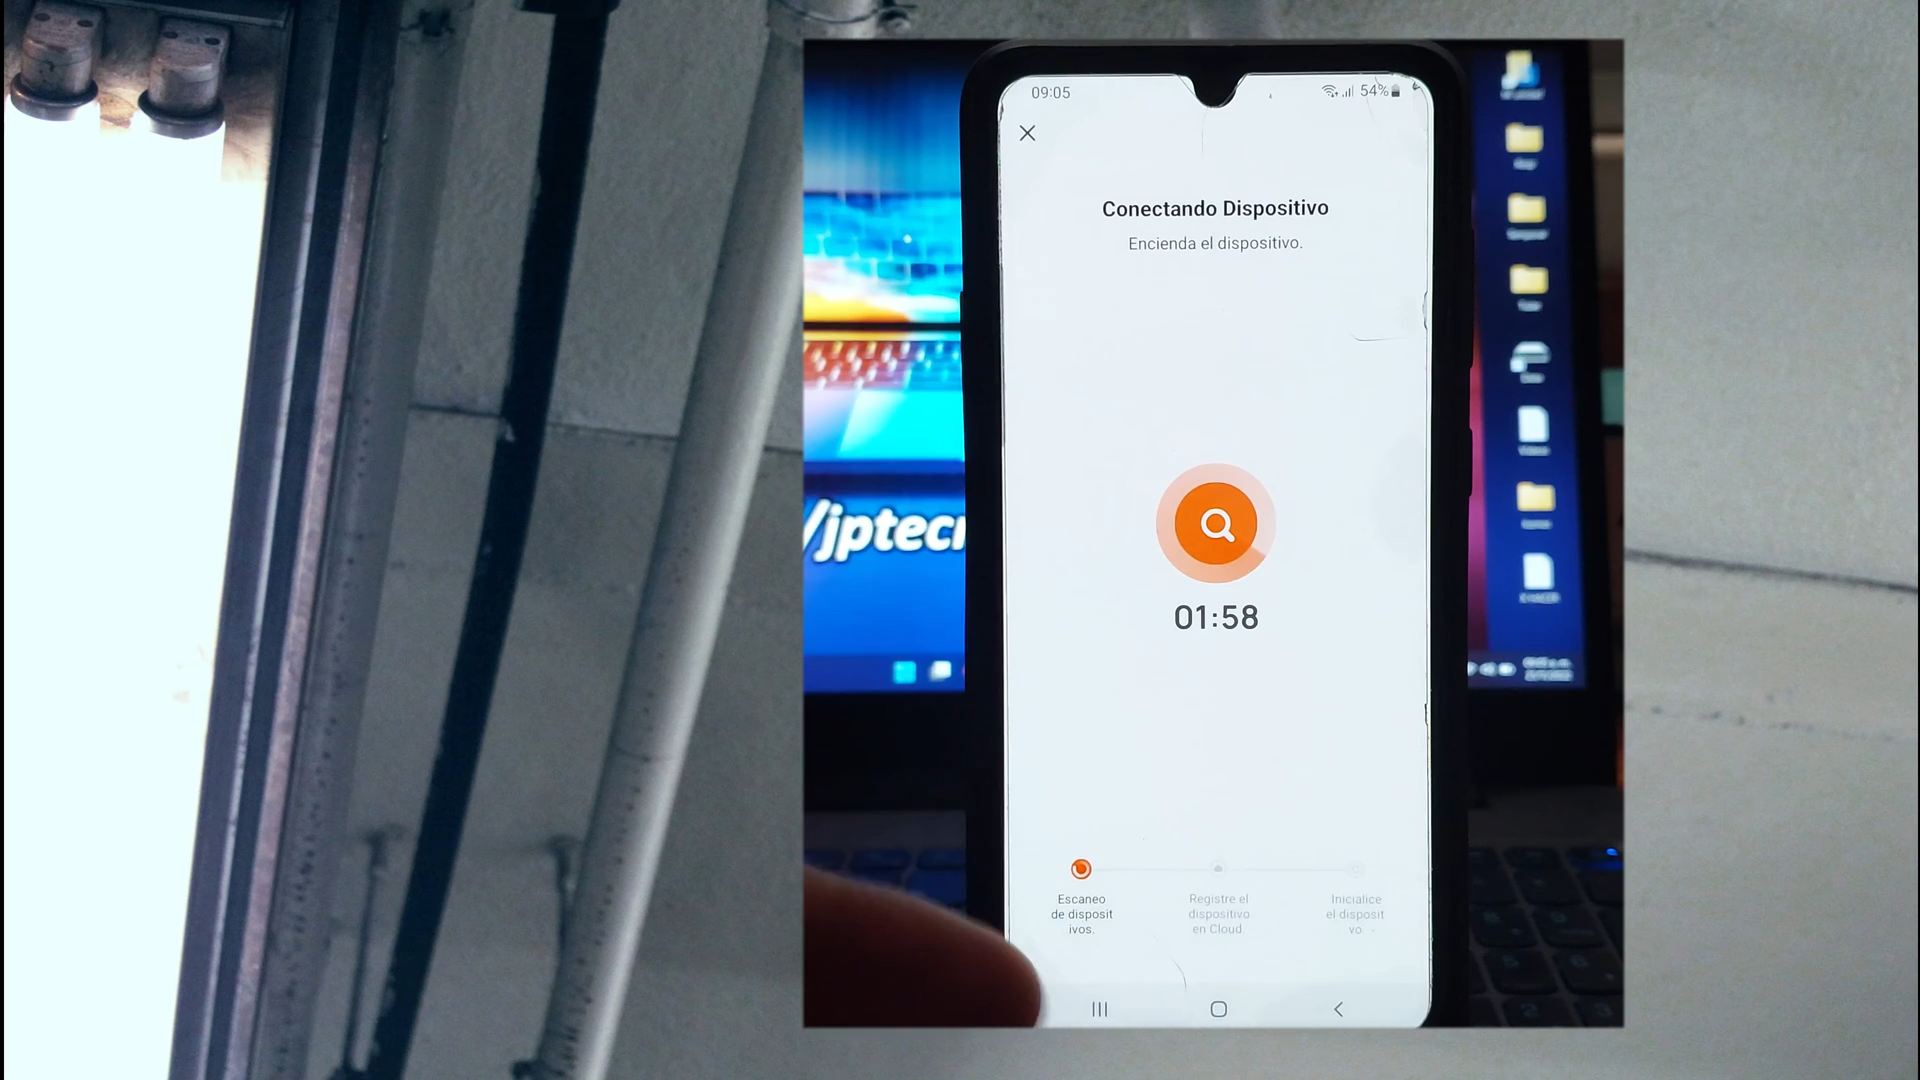 09:05
54%
Conectando Dispositivo
Encienda el dispositivo.
/jptecn
01:58
Escaneo
de disposit
ivos.
Registre el
dispositivo
en Cloud.
Inicialice
el disposit
vo.